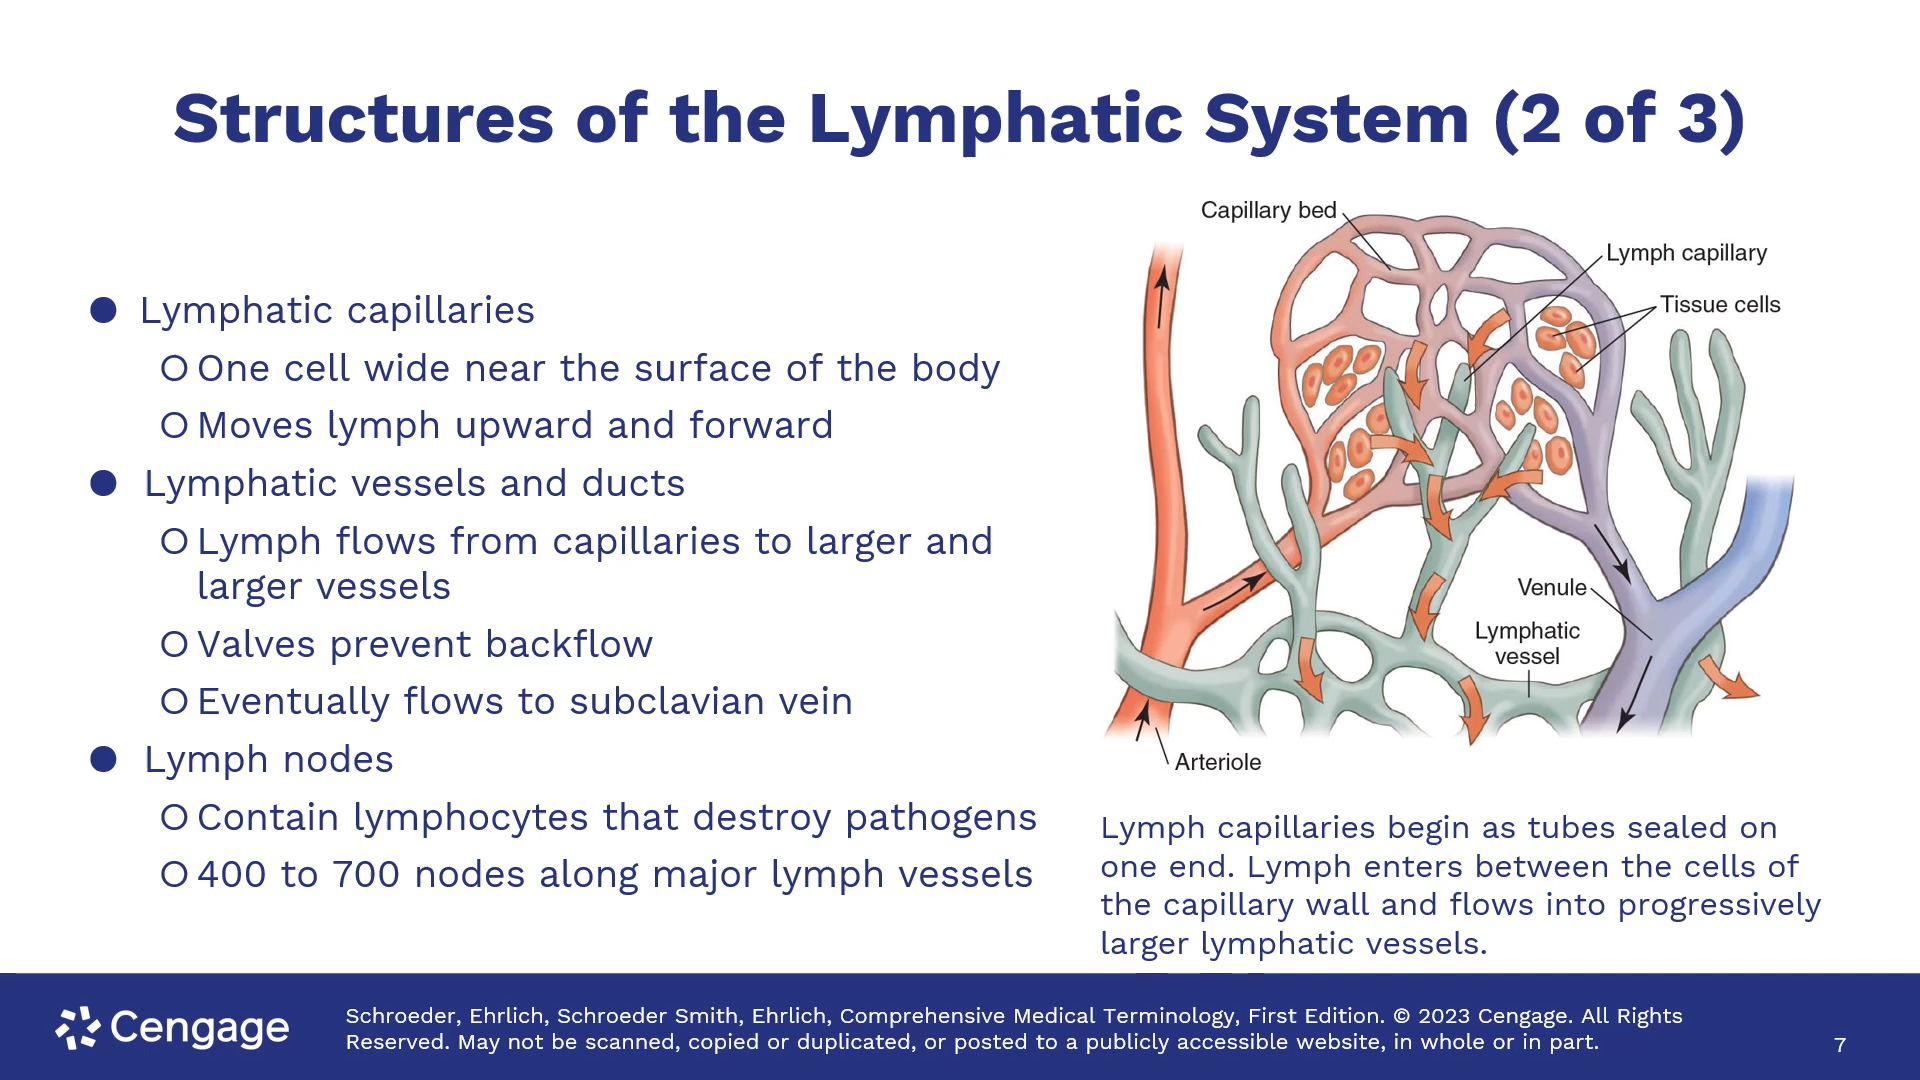 Structures of the Lymphatic System (2 of 3)
Lymphatic capillaries
One cell wide near the surface of the body
Moves lymph upward and forward
Lymphatic vessels and ducts
Lymph flows from capillaries to larger and
larger vessels
Valves prevent backflow
Eventually flows to subclavian vein
Lymph nodes
Contain lymphocytes that destroy pathogens
400 to 700 nodes along major lymph vessels
Capillary bed
Lymph capillary
Tissue cells
Venule
Lymphatic
vessel
Arteriole
Lymph capillaries begin as tubes sealed on
one end. Lymph enters between the cells of
the capillary wall and flows into progressively
larger lymphatic vessels.
Cengage
Schroeder, Ehrlich, Schroeder Smith, Ehrlich, Comprehensive Medical Terminology, First Edition. © 2023 Cengage. All Rights
Reserved. May not be scanned, copied or duplicated, or posted to a publicly accessible website, in whole or in part.
7